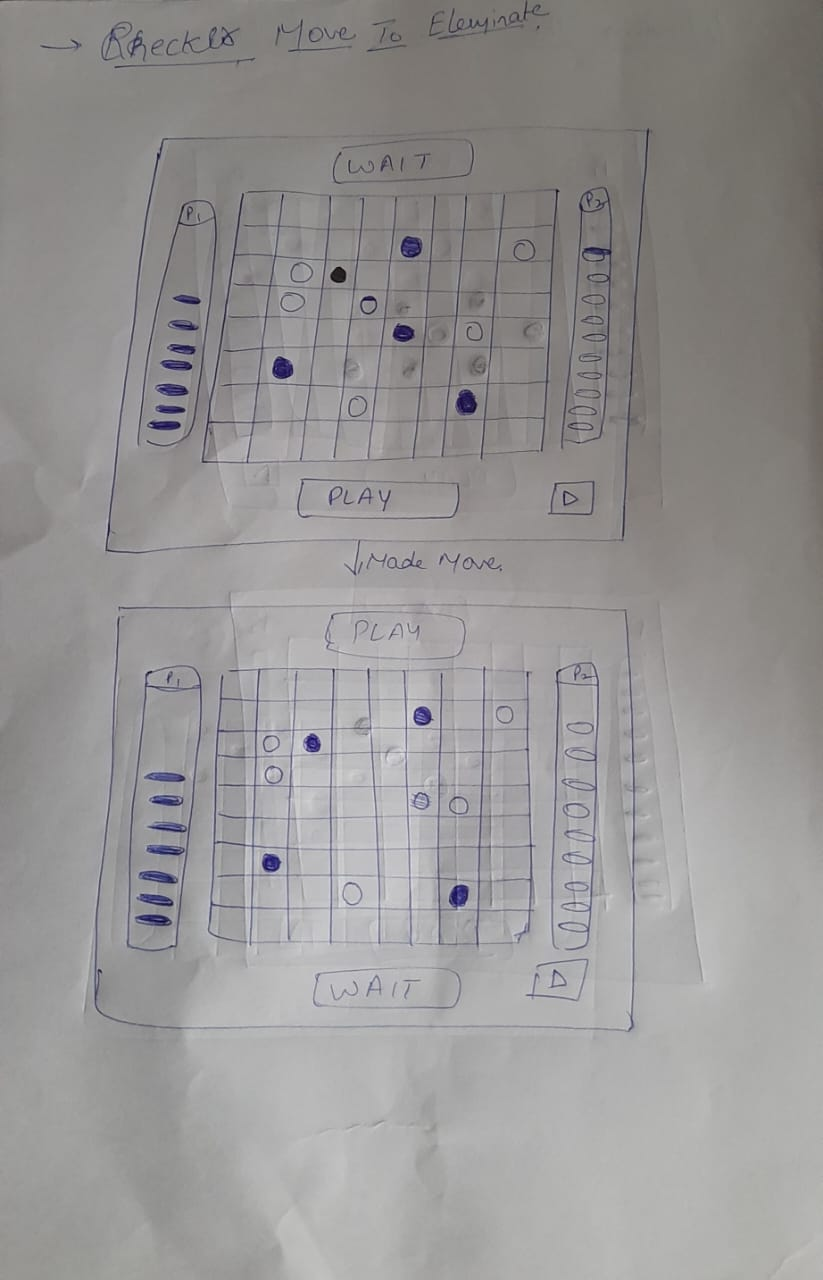 → Checkers Move To Eleminate
WAIT
P1
P2
PLAY
Made Move.
PLAY
P1
P2
WAIT